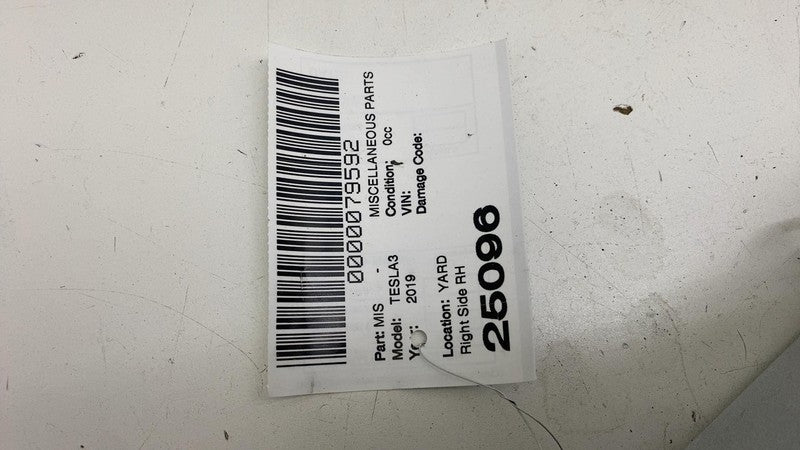 0000079592
Part: MIS - MISCELLANEOUS PARTS
Model: TESLA3 Condition; 0cc
Year: 2019 VIN:
Damage Code:
Location: YARD
Right Side RH
25096